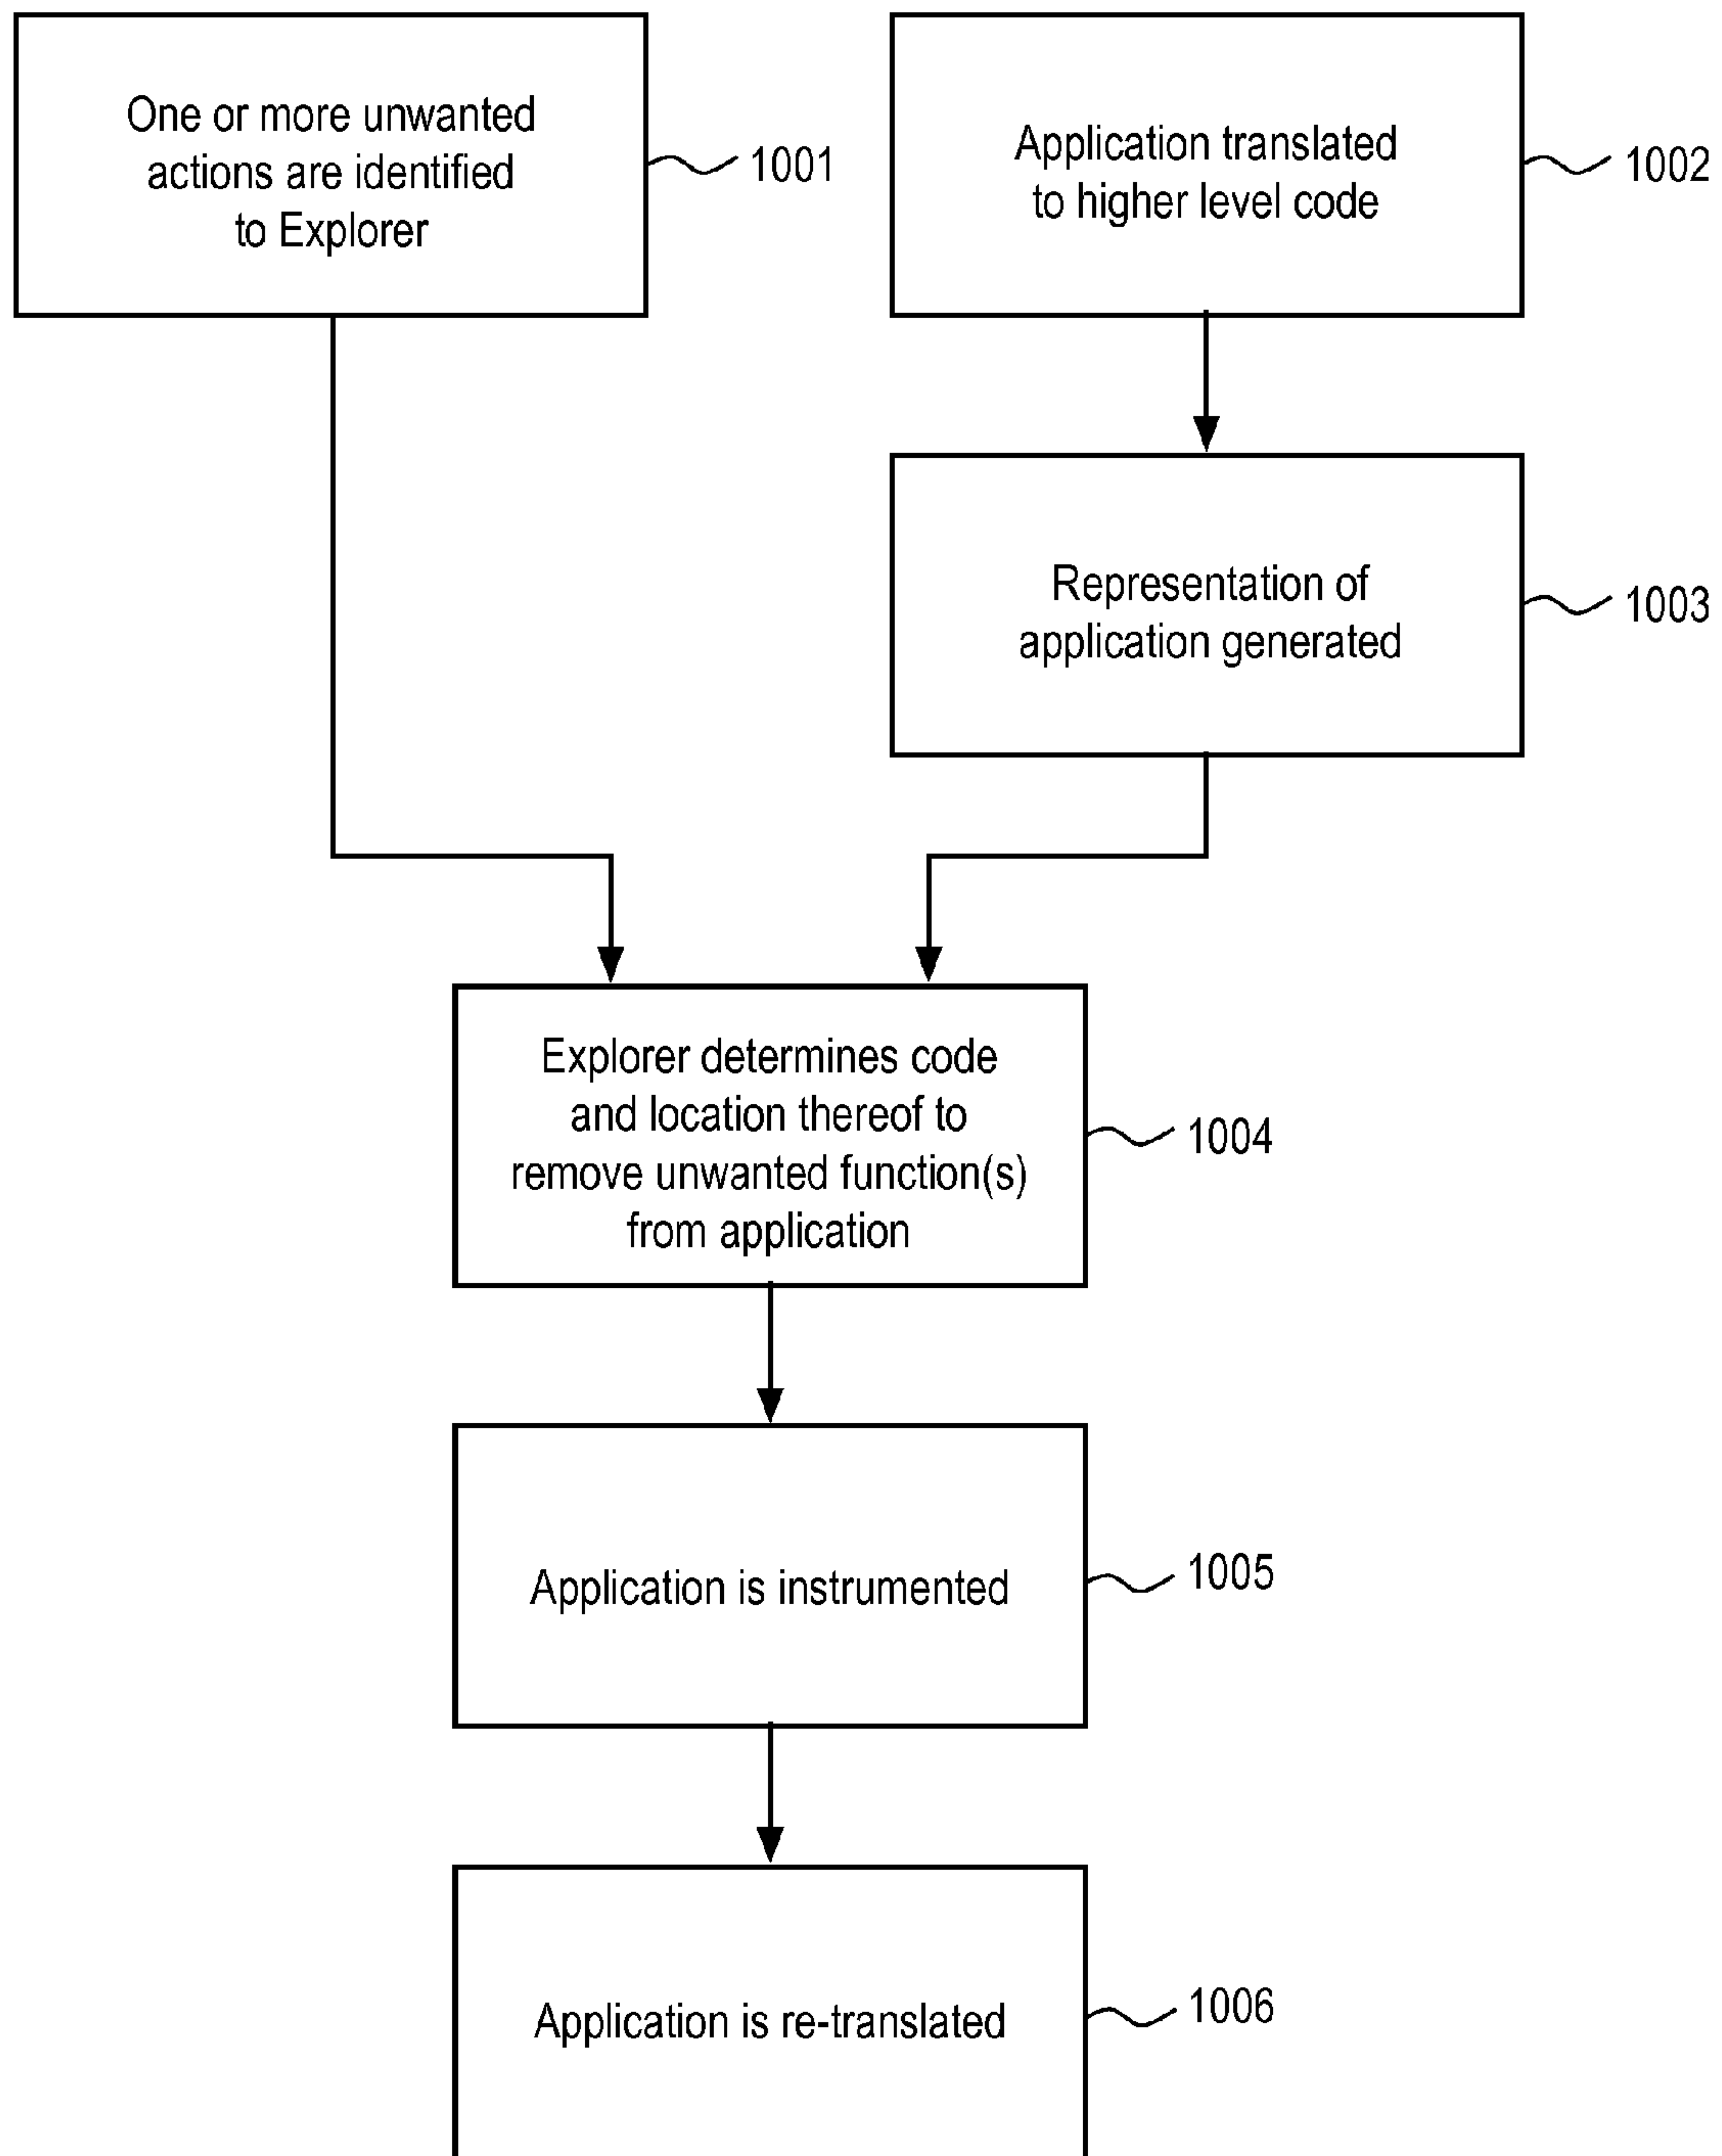 One or more unwanted
actions are identified
to Explorer
1001
Application translated
to higher level code
1002
Representation of
application generated
1003
Explorer determines code
and location thereof to
remove unwanted function(s)
from application
1004
Application is instrumented
1005
Application is re-translated
1006